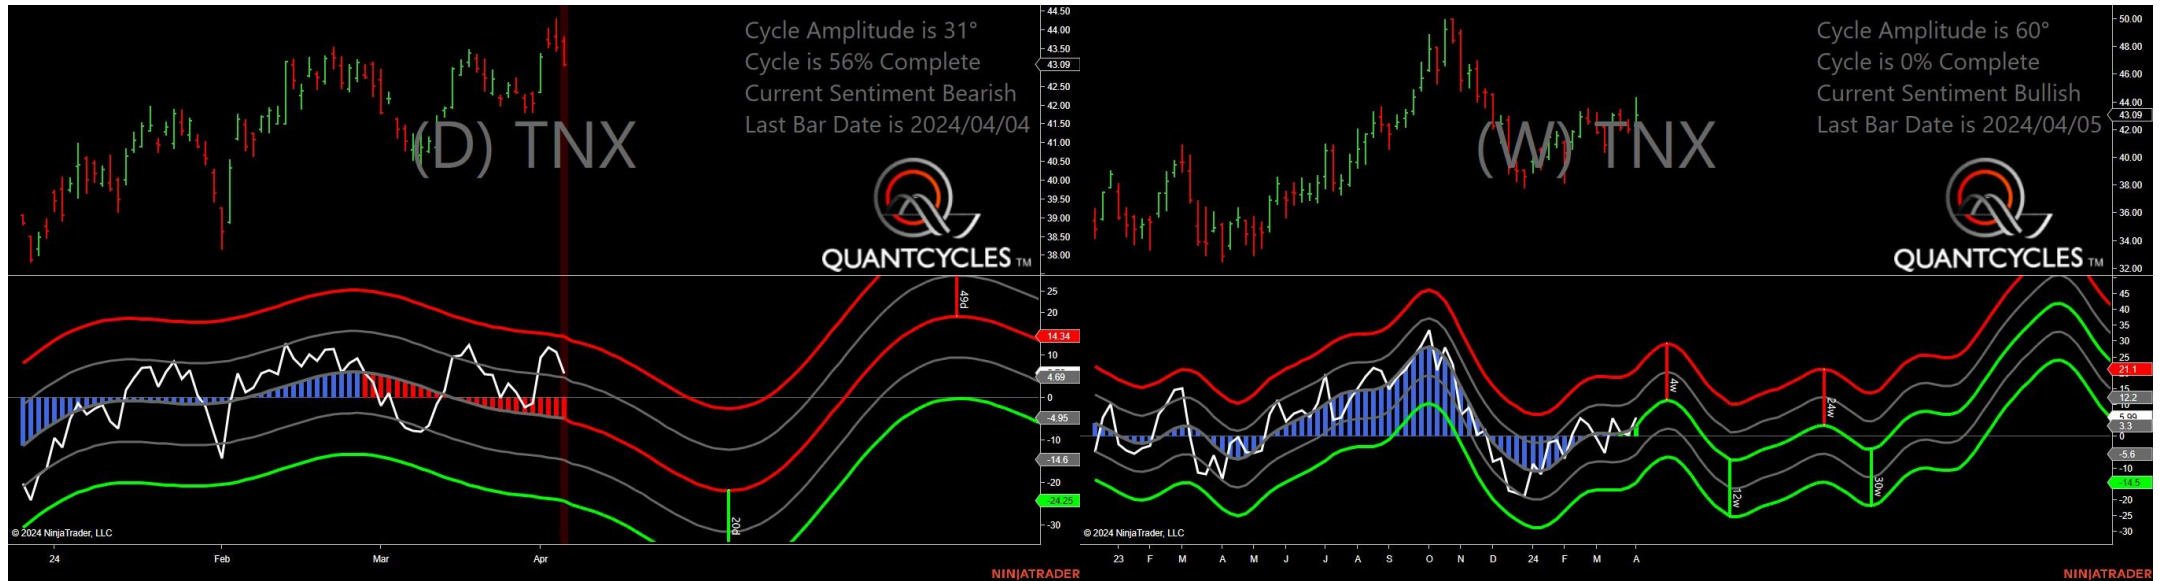 Cycle Amplitude is 31°
Cycle is 56% Complete
Current Sentiment Bearish
Last Bar Date is 2024/04/04
(D) TNX
QUANTCYCLES TM
44.50
44.00
43.50
43.09
42.50
42.00
41.50
41.00
40.50
40.00
39.50
39.00
38.50
38.00
49d
25
20
14.34
10
4.69
0
-4.95
-10
-14.6
-20
-24.25
-30
20d
© 2024 NinjaTrader, LLC
24 Feb Mar Apr
NINJATRADER
Cycle Amplitude is 60°
Cycle is 0% Complete
Current Sentiment Bullish
Last Bar Date is 2024/04/05
(W) TNX
QUANTCYCLES TM
50.00
48.00
46.00
44.00
43.09
42.00
40.00
38.00
36.00
34.00
32.00
4w
24w
12w
30w
45
40
35
30
25
21.1
15
12.2
10
5.99
3.3
0
-5.6
-10
-14.5
-20
-25
-30
© 2024 NinjaTrader, LLC
23 F M A M J J A S O N D 24 F M A
NINJATRADER